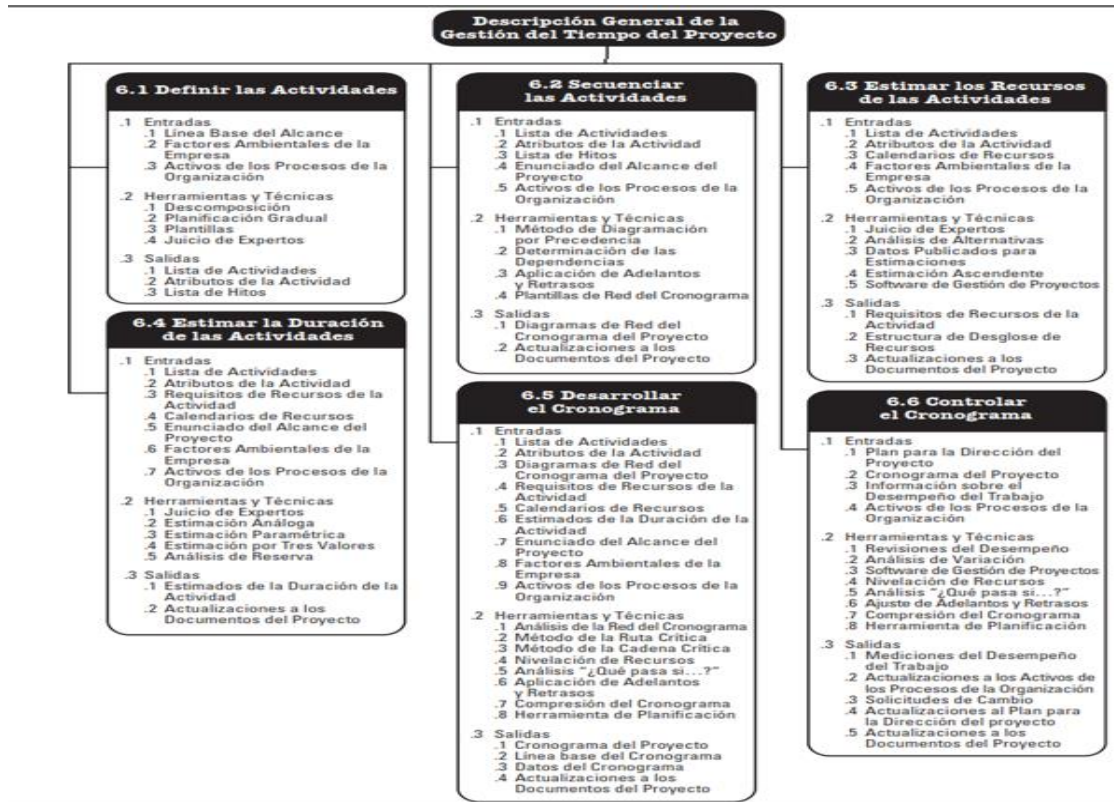 Descripción General de la
Gestión del Tiempo del Proyecto
6.1 Definir las Actividades
.1 Entradas
.1 Línea Base del Alcance
.2 Factores Ambientales de la
Empresa
.3 Activos de los Procesos de la
Organización
.2 Herramientas y Técnicas
.1 Descomposición
.2 Planificación Gradual
.3 Plantillas
.4 Juicio de Expertos
.3 Salidas
.1 Lista de Actividades
.2 Atributos de la Actividad
.3 Lista de Hitos
6.2 Secuenciar
las Actividades
.1 Entradas
.1 Lista de Actividades
.2 Atributos de la Actividad
.3 Lista de Hitos
.4 Enunciado del Alcance del
Proyecto
.5 Activos de los Procesos de la
Organización
.2 Herramientas y Técnicas
.1 Método de Diagramación
por Precedencia
.2 Determinación de las
Dependencias
.3 Aplicación de Adelantos
y Retrasos
.4 Plantillas de Red del Cronograma
.3 Salidas
.1 Diagramas de Red del
Cronograma del Proyecto
.2 Actualizaciones a los
Documentos del Proyecto
6.3 Estimar los Recursos
de las Actividades
.1 Entradas
.1 Lista de Actividades
.2 Atributos de la Actividad
.3 Calendarios de Recursos
.4 Factores Ambientales de la
Empresa
.5 Activos de los Procesos de la
Organización
.2 Herramientas y Técnicas
.1 Juicio de Expertos
.2 Análisis de Alternativas
.3 Datos Publicados para
Estimaciones
.4 Estimación Ascendente
.5 Software de Gestión de Proyectos
.3 Salidas
.1 Requisitos de Recursos de la
Actividad
.2 Estructura de Desglose de
Recursos
.3 Actualizaciones a los
Documentos del Proyecto
6.4 Estimar la Duración
de las Actividades
.1 Entradas
.1 Lista de Actividades
.2 Atributos de la Actividad
.3 Requisitos de Recursos de la
Actividad
.4 Calendarios de Recursos
.5 Enunciado del Alcance del
Proyecto
.6 Factores Ambientales de la
Empresa
.7 Activos de los Procesos de la
Organización
.2 Herramientas y Técnicas
.1 Juicio de Expertos
.2 Estimación Análoga
.3 Estimación Paramétrica
.4 Estimación por Tres Valores
.5 Análisis de Reserva
.3 Salidas
.1 Estimados de la Duración de la
Actividad
.2 Actualizaciones a los
Documentos del Proyecto
6.5 Desarrollar
el Cronograma
.1 Entradas
.1 Lista de Actividades
.2 Atributos de la Actividad
.3 Diagramas de Red del
Cronograma del Proyecto
.4 Requisitos de Recursos de la
Actividad
.5 Calendarios de Recursos
.6 Estimados de la Duración de la
Actividad
.7 Enunciado del Alcance del
Proyecto
.8 Factores Ambientales de la
Empresa
.9 Activos de los Procesos de la
Organización
.2 Herramientas y Técnicas
.1 Análisis de la Red del Cronograma
.2 Método de la Ruta Crítica
.3 Método de la Cadena Crítica
.4 Nivelación de Recursos
.5 Análisis "¿Qué pasa si...?"
.6 Aplicación de Adelantos
y Retrasos
.7 Compresión del Cronograma
.8 Herramienta de Planificación
.3 Salidas
.1 Cronograma del Proyecto
.2 Línea base del Cronograma
.3 Datos del Cronograma
.4 Actualizaciones a los
Documentos del Proyecto
6.6 Controlar
el Cronograma
.1 Entradas
.1 Plan para la Dirección del
Proyecto
.2 Cronograma del Proyecto
.3 Información sobre el
Desempeño del Trabajo
.4 Activos de los Procesos de la
Organización
.2 Herramientas y Técnicas
.1 Revisiones del Desempeño
.2 Análisis de Variación
.3 Software de Gestión de Proyectos
.4 Nivelación de Recursos
.5 Análisis "¿Qué pasa si...?"
.6 Ajuste de Adelantos y Retrasos
.7 Compresión del Cronograma
.8 Herramienta de Planificación
.3 Salidas
.1 Mediciones del Desempeño
del Trabajo
.2 Actualizaciones a los Activos de
los Procesos de la Organización
.3 Solicitudes de Cambio
.4 Actualizaciones al Plan para
la Dirección del proyecto
.5 Actualizaciones a los
Documentos del Proyecto